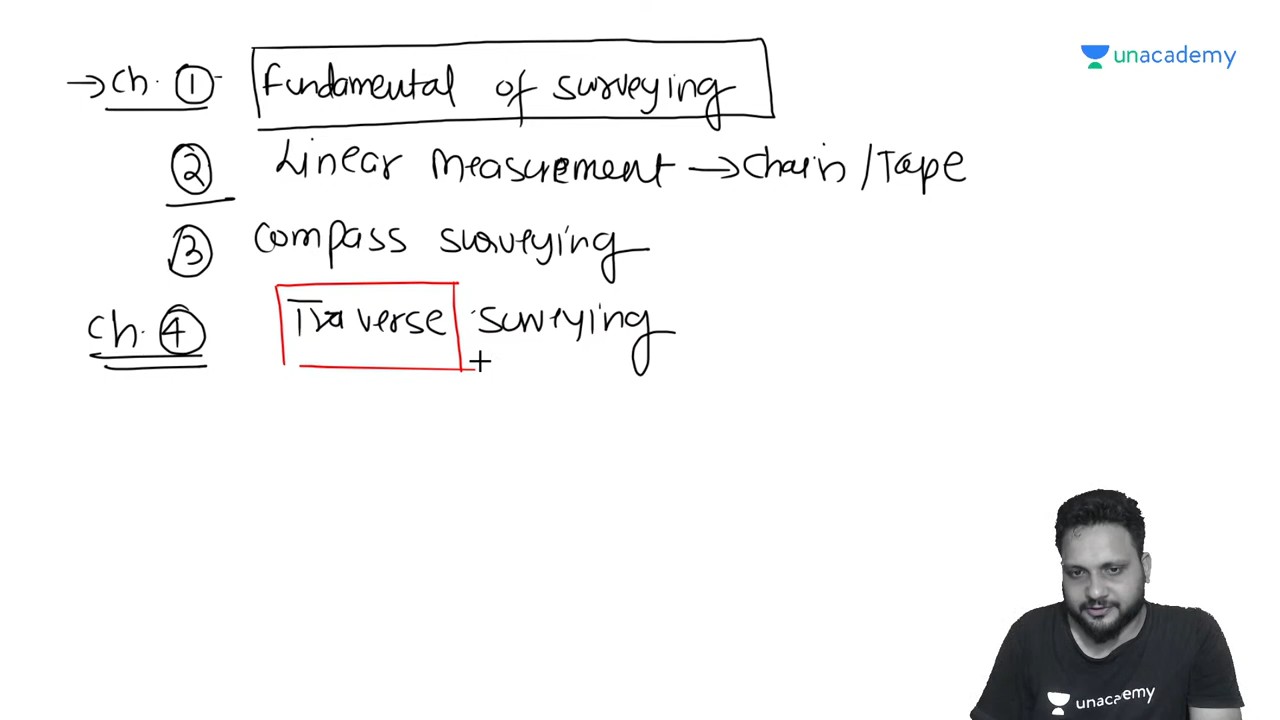 → Ch. ① Fundamental of surveying
② Linear Measurement → Chain / Tape
③ Compass surveying
Ch. ④ Traverse surveying
unacademy
unacademy